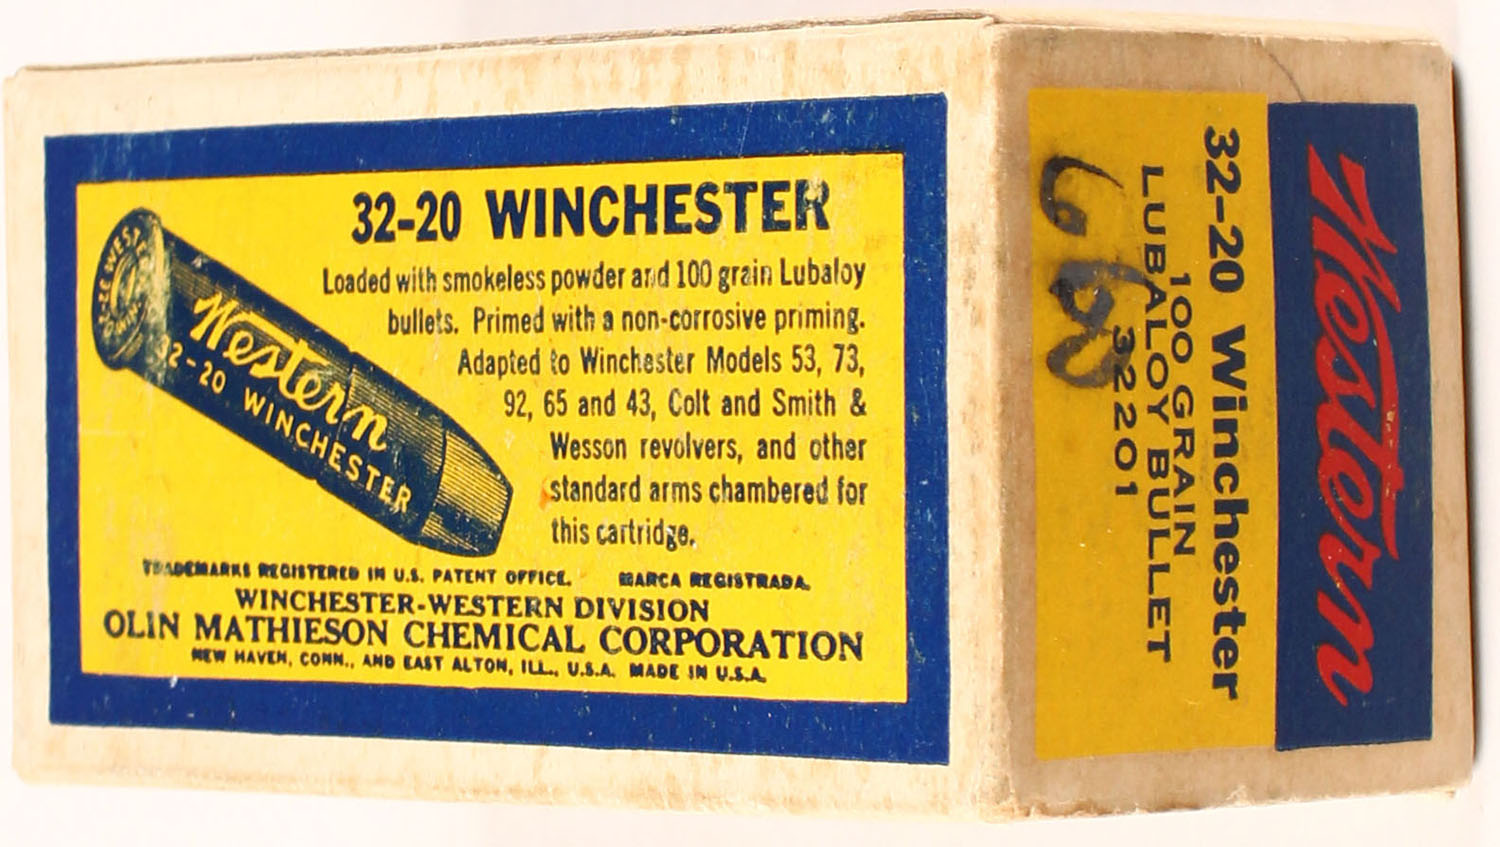 32-20 WINCHESTER
Loaded with smokeless powder and 100 grain Lubaloy
bullets. Primed with a non-corrosive priming.
Adapted to Winchester Models 53, 73,
92, 65 and 43, Colt and Smith &
Wesson revolvers, and other
standard arms chambered for
this cartridge.
Western
32-20 WINCHESTER
TRADEMARKS REGISTERED IN U.S. PATENT OFFICE. MARCA REGISTRADA.
WINCHESTER-WESTERN DIVISION
OLIN MATHIESON CHEMICAL CORPORATION
NEW HAVEN, CONN., AND EAST ALTON, ILL., U.S.A. MADE IN U.S.A.
Western
32-20 Winchester
100 GRAIN
LUBALOY BULLET
32201